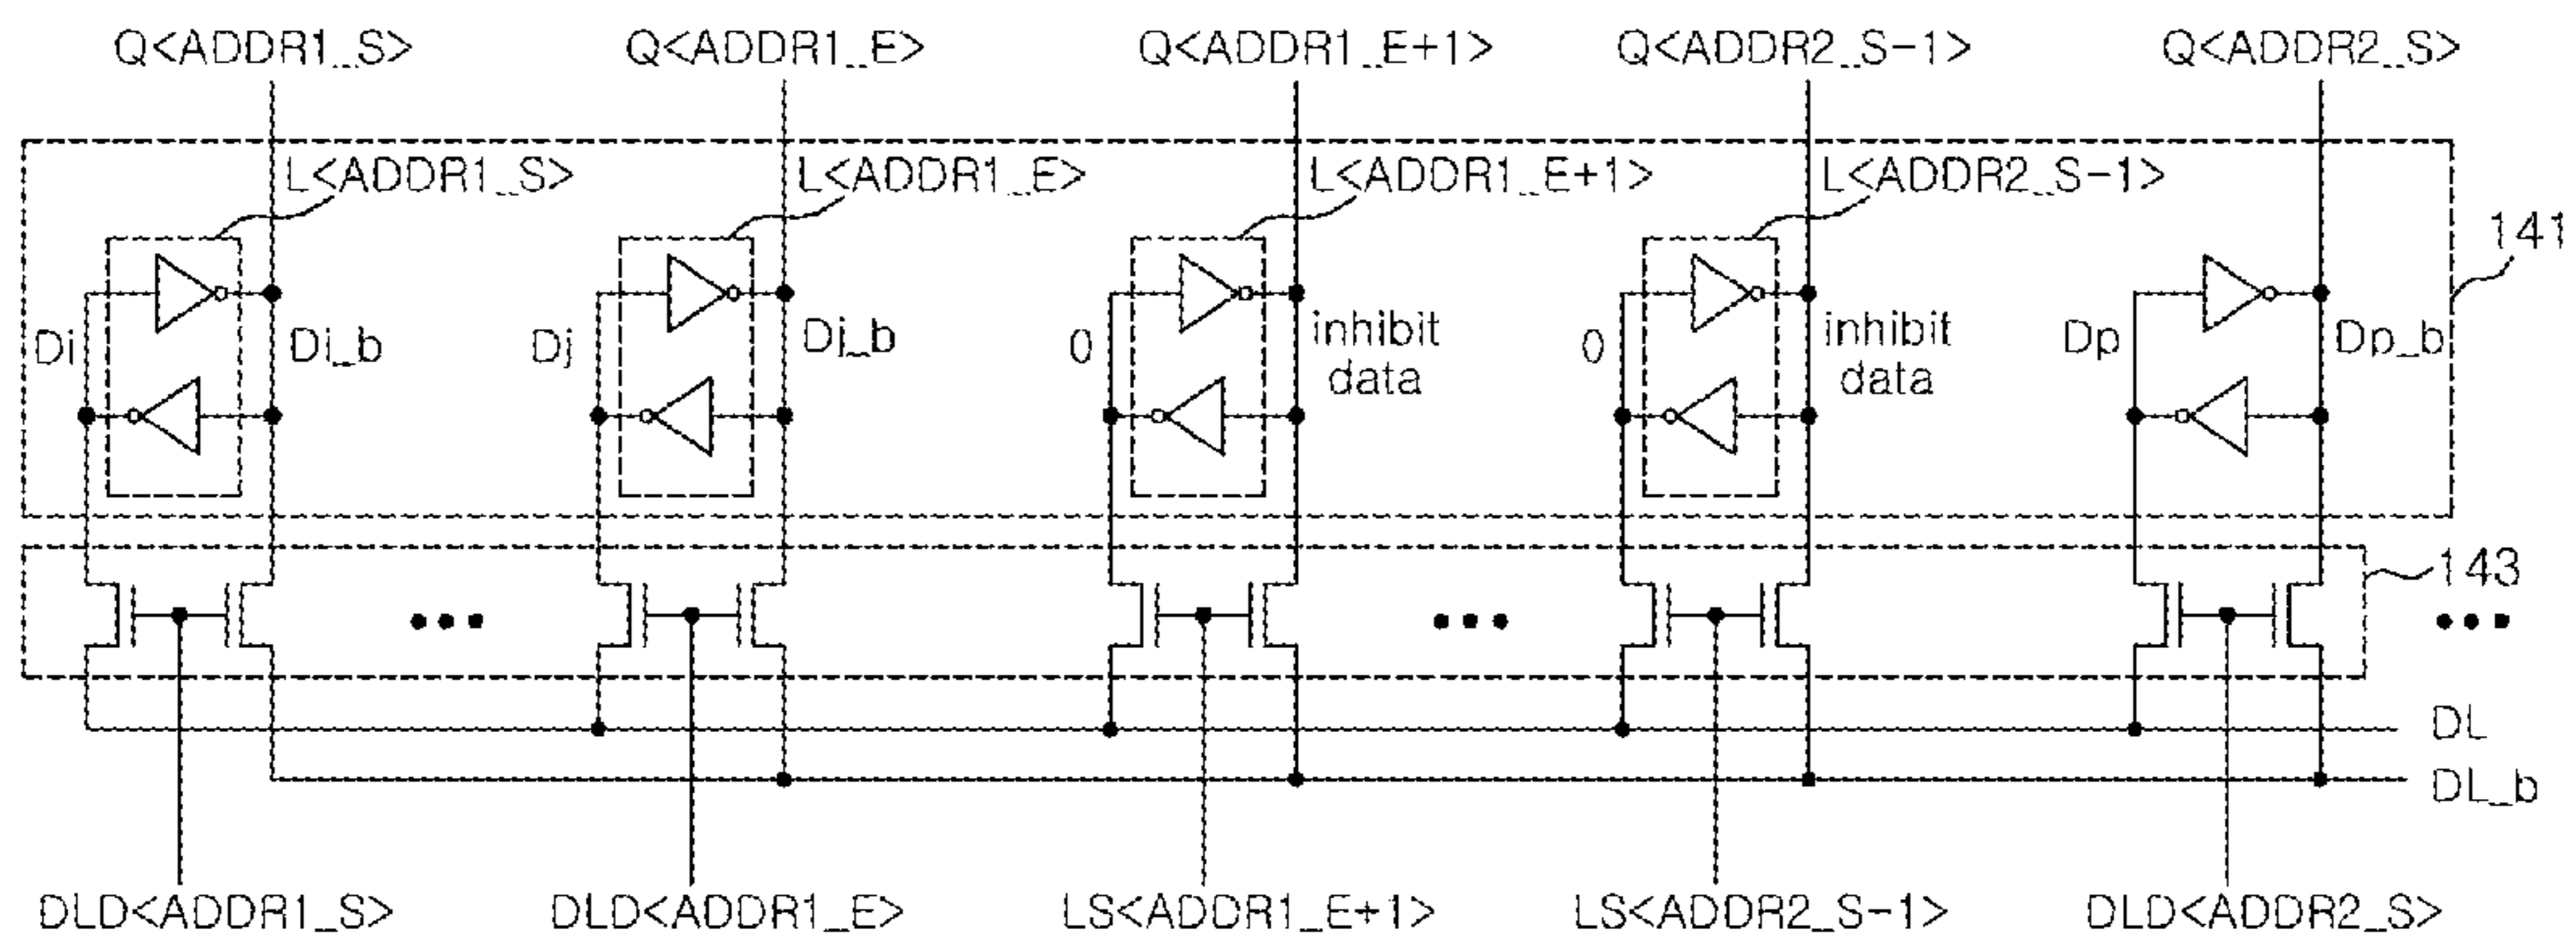 Q<ADDR1_S> Q<ADDR1_E> Q<ADDR1_E+1> Q<ADDR2_S-1> Q<ADDR2_S>
L<ADDR1_S> L<ADDR1_E> L<ADDR1_E+1> L<ADDR2_S-1>
141
Di Di_b Dj Dj_b 0 inhibit data 0 inhibit data Dp Dp_b
143
DL
DL_b
DLD<ADDR1_S> DLD<ADDR1_E> LS<ADDR1_E+1> LS<ADDR2_S-1> DLD<ADDR2_S>